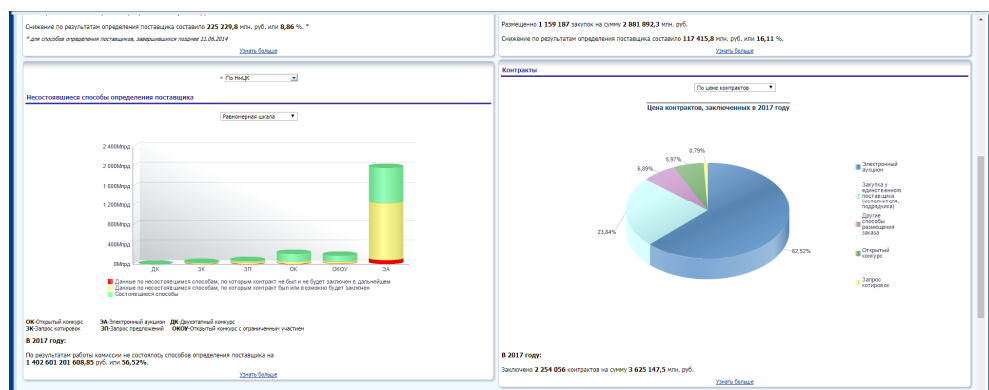 Снижение по результатам определения поставщика составило 225 229,8 млн. руб. или 8,86 %. *
* для способов определения поставщиков, завершившихся позднее 11.06.2014
Узнать больше
Размещенно 1 159 187 закупок на сумму 2 881 892,3 млн. руб.
Снижение по результатам определения поставщика составило 117 415,8 млн. руб. или 16,11 %.
Узнать больше
По НМЦК
Несостоявшиеся способы определения поставщика
Равномерная шкала
2 400Млрд
2 000Млрд
1 600Млрд
1 200Млрд
800Млрд
400Млрд
0Млрд
ДК ЗК ЗП ОК ОКОУ ЭА
Данные по несостоявшимся способам, по которым контракт не был и не будет заключен в дальнейшем
Данные по несостоявшимся способам, по которым контракт был или возможно будет заключен
Состоявшиеся способы
ОК-Открытый конкурс ЭА-Электронный аукцион ДК-Двухэтапный конкурс
ЗК-Запрос котировок ЗП-Запрос предложений ОКОУ-Открытый конкурс с ограниченным участием
В 2017 году:
По результатам работы комиссии не состоялось способов определения поставщика на
1 402 601 201 608,85 руб. или 56,52%.
Узнать больше
Контракты
По цене контрактов
Цена контрактов, заключенных в 2017 году
0,79%
5,97%
6,89%
23,84%
62,52%
Электронный
аукцион
Закупка у
единственного
поставщика
(исполнителя,
подрядчика)
Другие
способы
размещения
заказа
Открытый
конкурс
Запрос
котировок
В 2017 году:
Заключено 2 254 056 контрактов на сумму 3 625 147,5 млн. руб.
Узнать больше